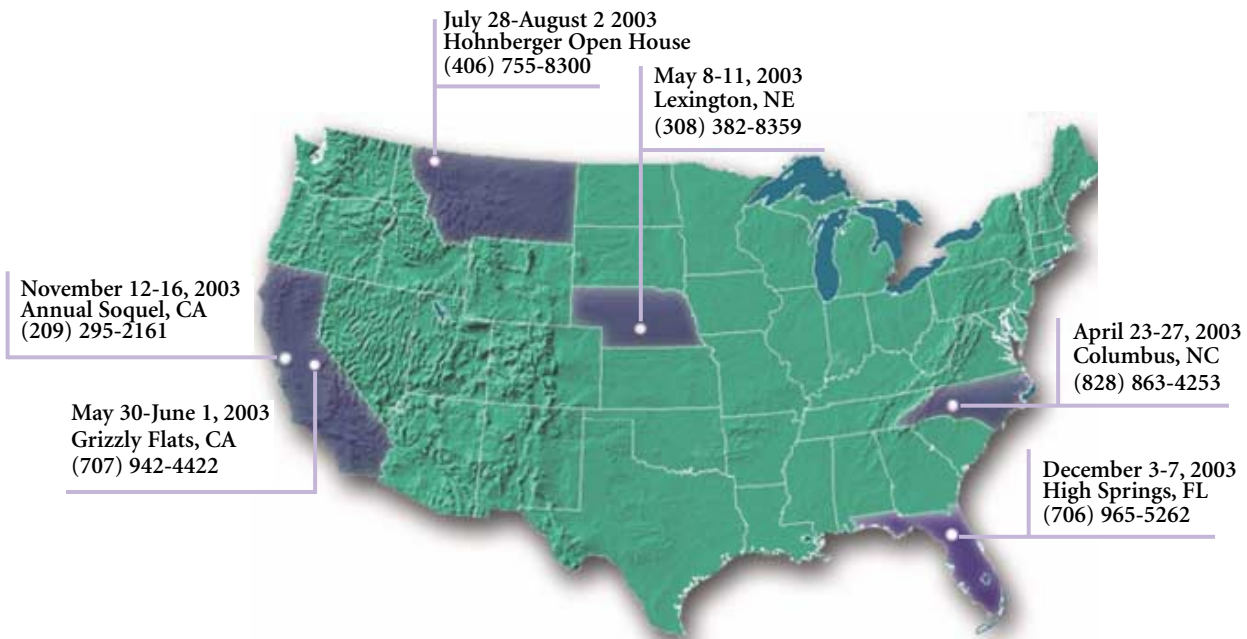 July 28-August 2 2003
Hohnberger Open House
(406) 755-8300
May 8-11, 2003
Lexington, NE
(308) 382-8359
November 12-16, 2003
Annual Soquel, CA
(209) 295-2161
April 23-27, 2003
Columbus, NC
(828) 863-4253
May 30-June 1, 2003
Grizzly Flats, CA
(707) 942-4422
December 3-7, 2003
High Springs, FL
(706) 965-5262